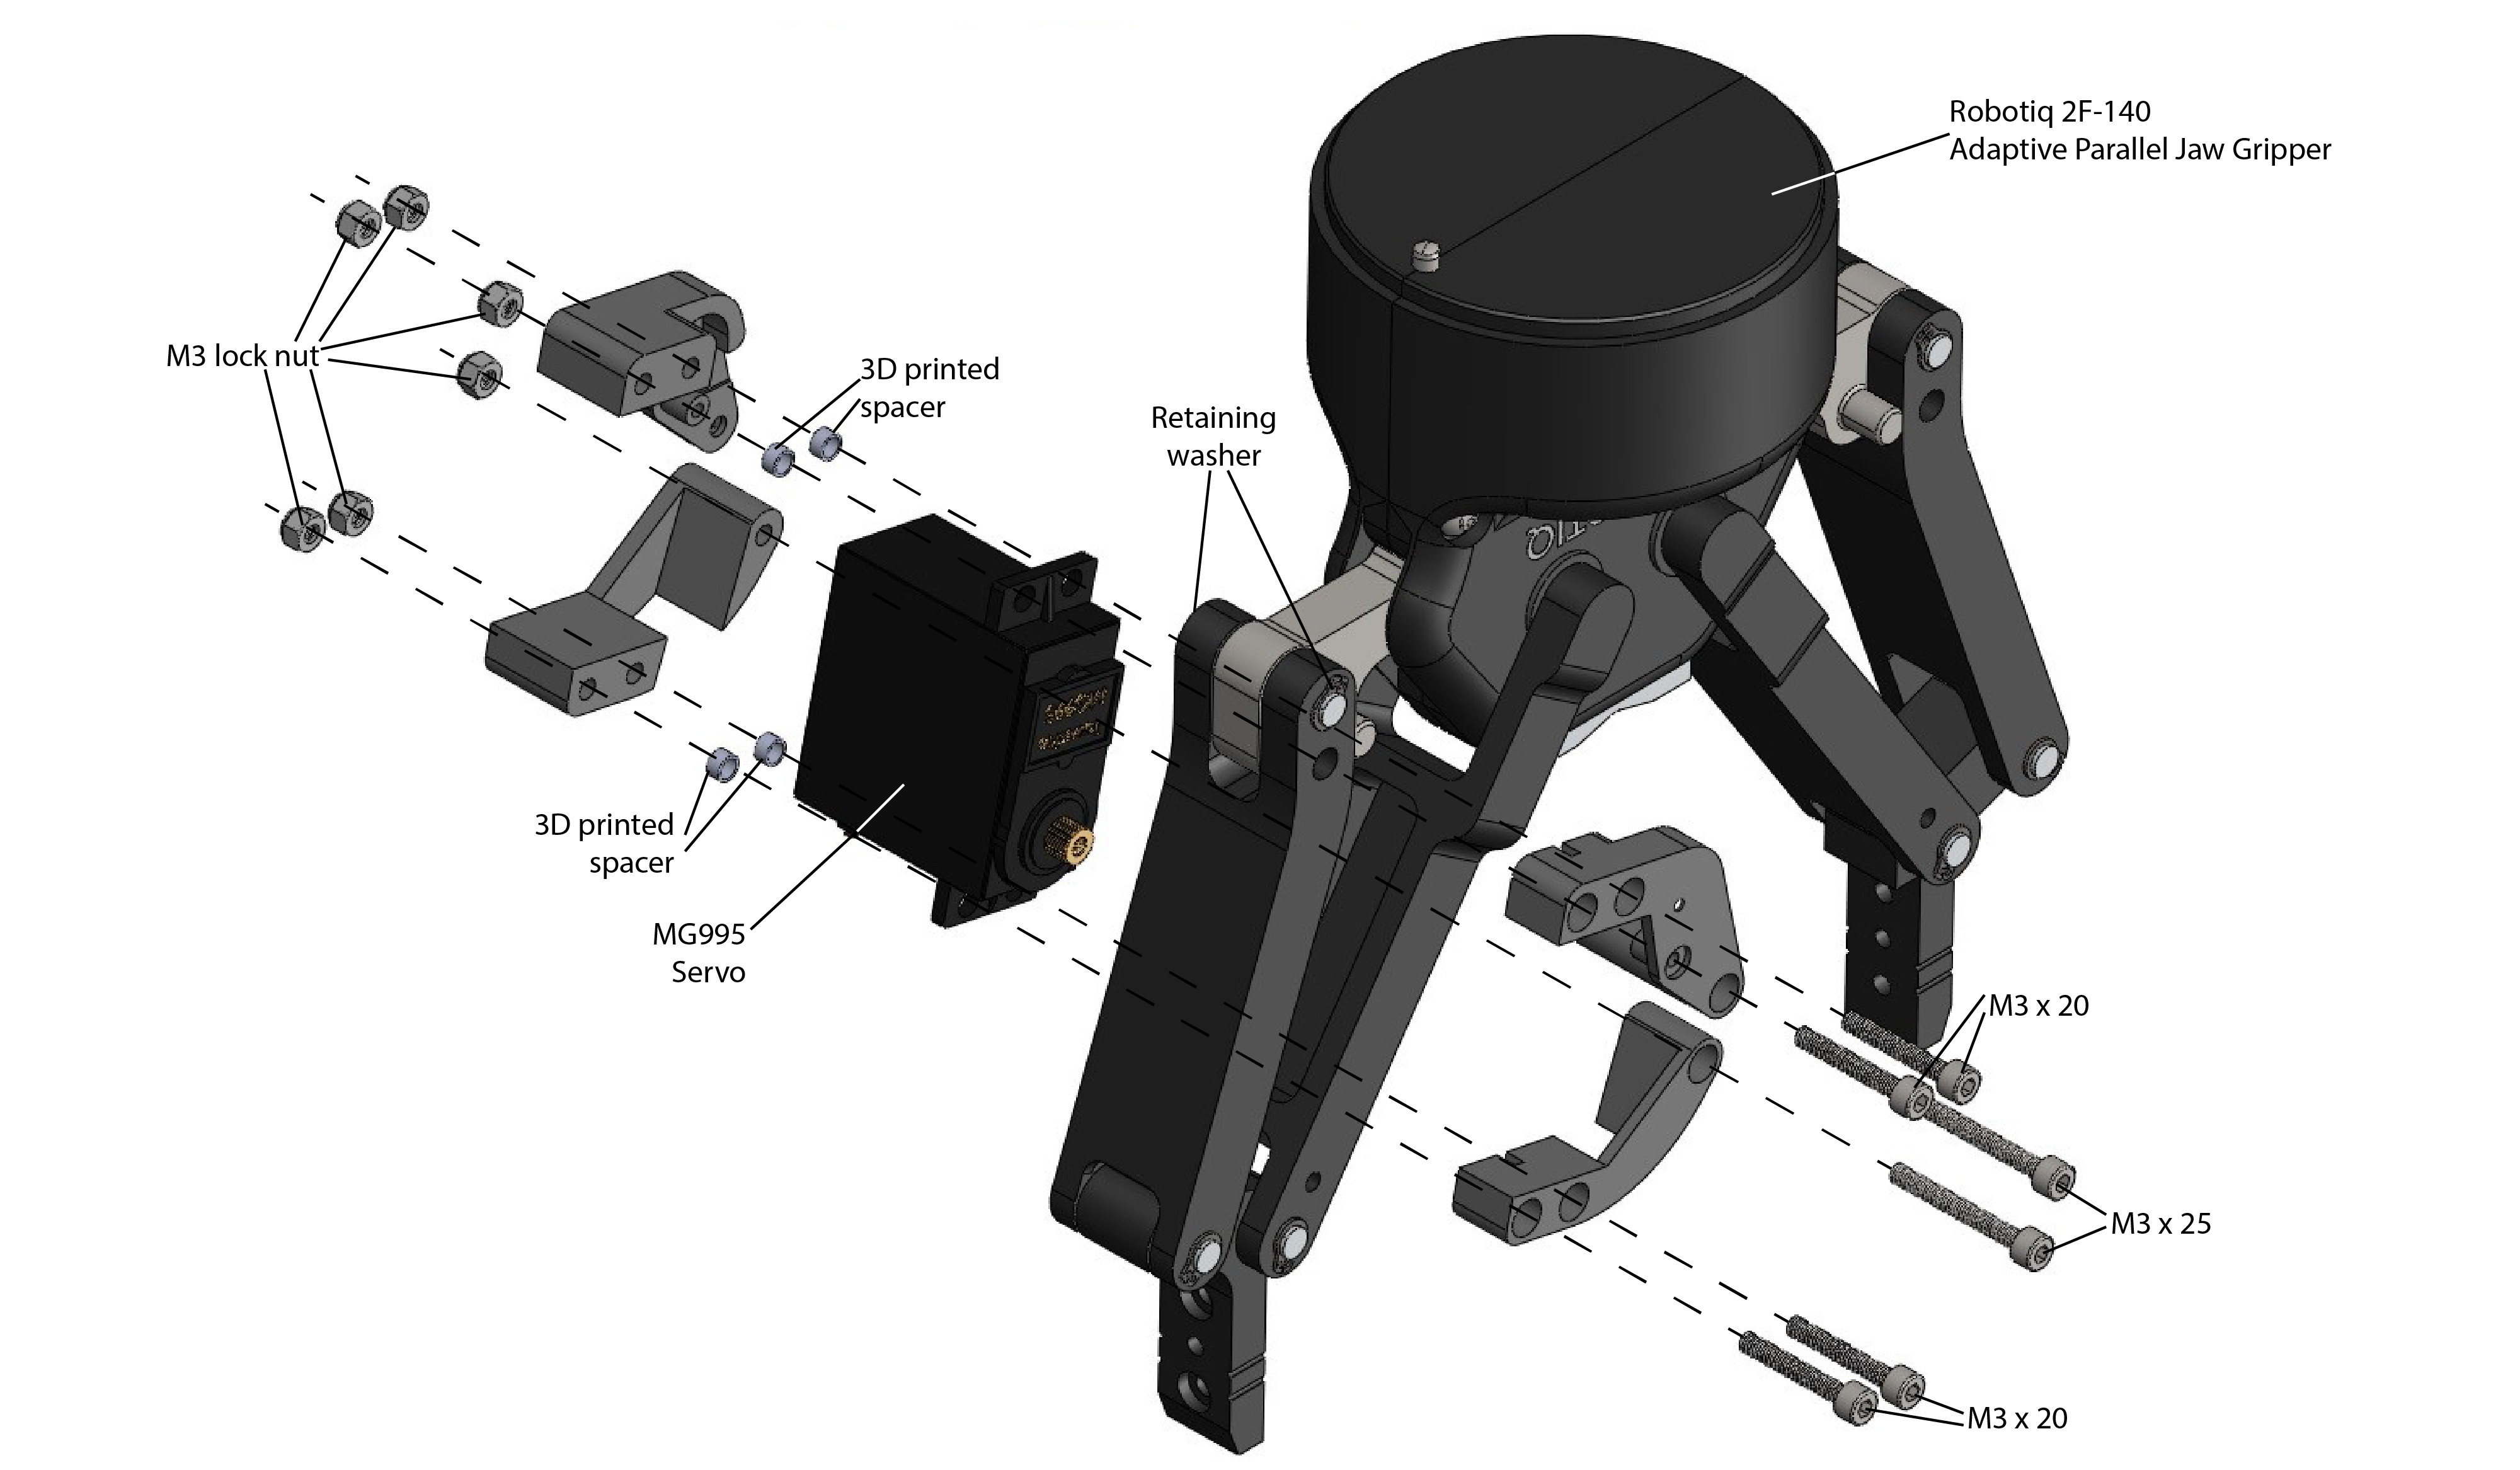 Robotiq 2F-140
Adaptive Parallel Jaw Gripper
M3 lock nut
3D printed
spacer
Retaining
washer
3D printed
spacer
MG995
Servo
M3 x 20
M3 x 25
M3 x 20